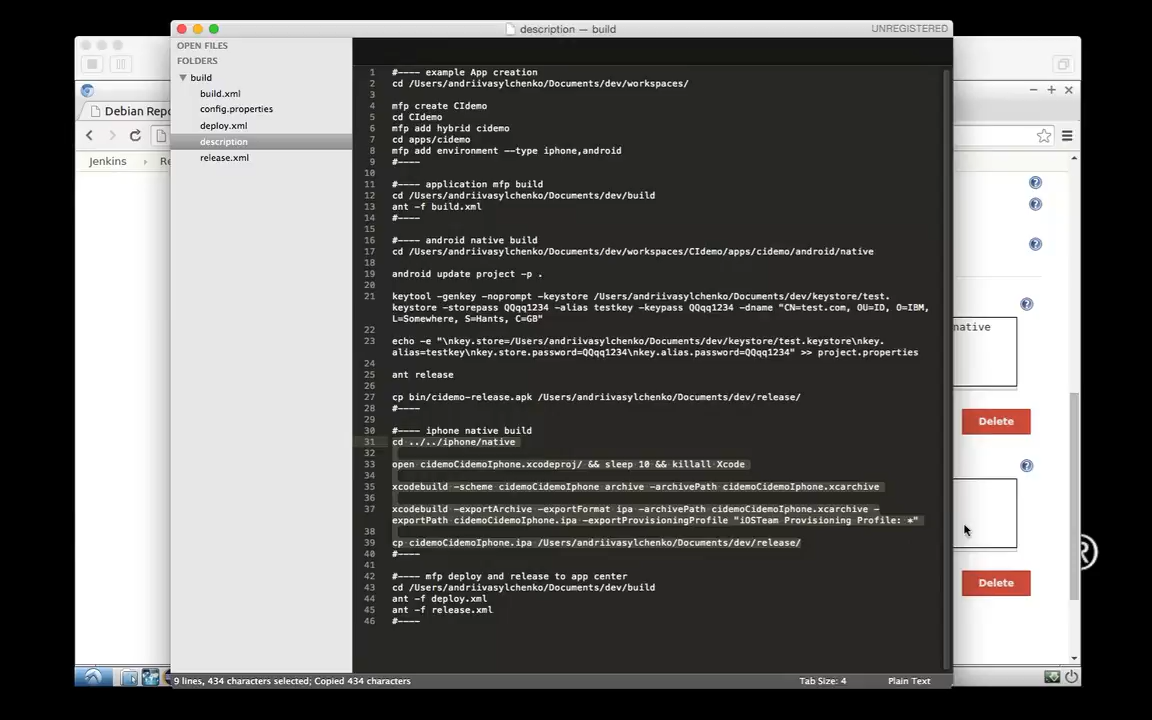 description — build
UNREGISTERED
OPEN FILES
FOLDERS
build
build.xml
config.properties
deploy.xml
description
release.xml
Debian Repo
Jenkins
1 #---- example App creation
2 cd /Users/andriivasylchenko/Documents/dev/workspaces/
3
4 mfp create CIdemo
5 cd CIdemo
6 mfp add hybrid cidemo
7 cd apps/cidemo
8 mfp add environment --type iphone,android
9 #----
10
11 #---- application mfp build
12 cd /Users/andriivasylchenko/Documents/dev/build
13 ant -f build.xml
14 #----
15
16 #---- android native build
17 cd /Users/andriivasylchenko/Documents/dev/workspaces/CIdemo/apps/cidemo/android/native
18
19 android update project -p .
20
21 keytool -genkey -noprompt -keystore /Users/andriivasylchenko/Documents/dev/keystore/test.
keystore -storepass QQqq1234 -alias testkey -keypass QQqq1234 -dname "CN=test.com, OU=ID, O=IBM,
L=Somewhere, S=Hants, C=GB"
22
23 echo -e "\nkey.store=/Users/andriivasylchenko/Documents/dev/keystore/test.keystore\nkey.
alias=testkey\nkey.store.password=QQqq1234\nkey.alias.password=QQqq1234" >> project.properties
24
25 ant release
26
27 cp bin/cidemo-release.apk /Users/andriivasylchenko/Documents/dev/release/
28 #----
29
30 #---- iphone native build
31 cd ../../iphone/native
32
33 open cidemoCidemoIphone.xcodeproj/ && sleep 10 && killall Xcode
34
35 xcodebuild -scheme cidemoCidemoIphone archive -archivePath cidemoCidemoIphone.xcarchive
36
37 xcodebuild -exportArchive -exportFormat ipa -archivePath cidemoCidemoIphone.xcarchive -
exportPath cidemoCidemoIphone.ipa -exportProvisioningProfile "iOSTeam Provisioning Profile: *"
38
39 cp cidemoCidemoIphone.ipa /Users/andriivasylchenko/Documents/dev/release/
40 #----
41
42 #---- mfp deploy and release to app center
43 cd /Users/andriivasylchenko/Documents/dev/build
44 ant -f deploy.xml
45 ant -f release.xml
46 #----
native
Delete
Delete
®
9 lines, 434 characters selected; Copied 434 characters
Tab Size: 4
Plain Text